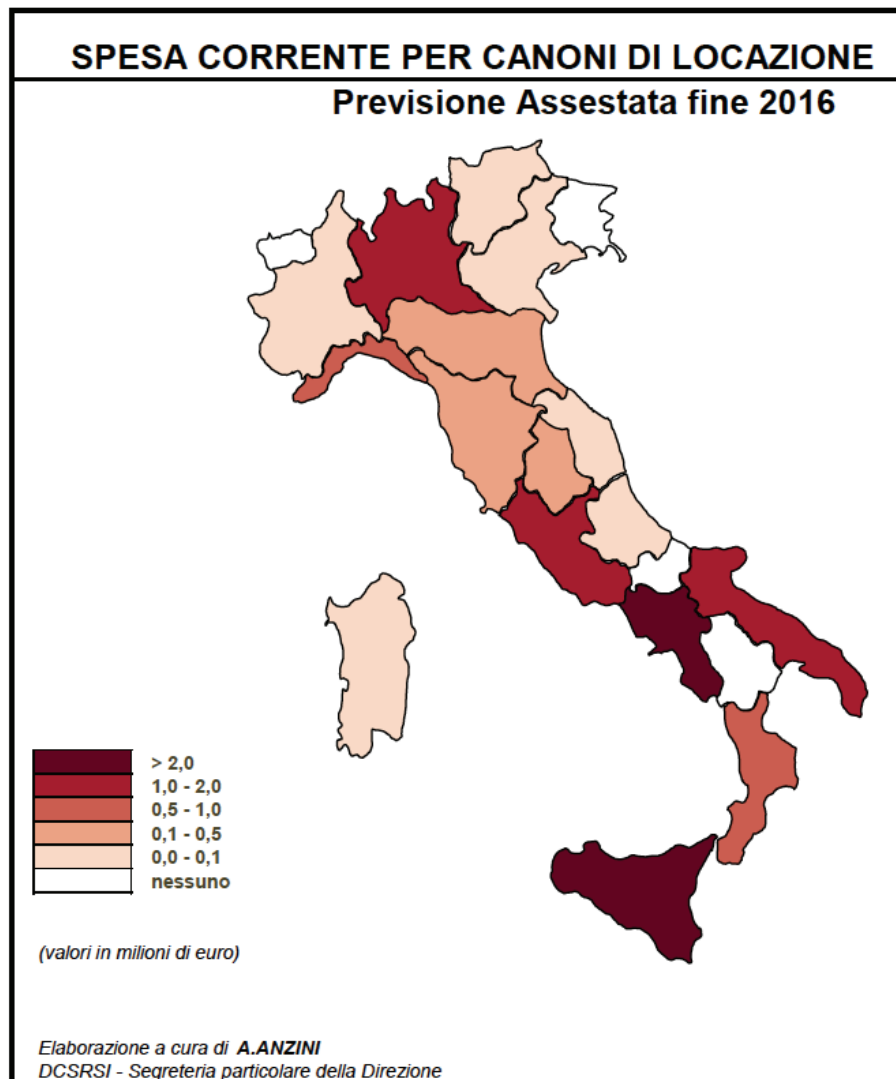 SPESA CORRENTE PER CANONI DI LOCAZIONE
Previsione Assestata fine 2016
> 2,0
1,0 - 2,0
0,5 - 1,0
0,1 - 0,5
0,0 - 0,1
nessuno
(valori in milioni di euro)
Elaborazione a cura di A.ANZINI
DCSRSI - Segreteria particolare della Direzione